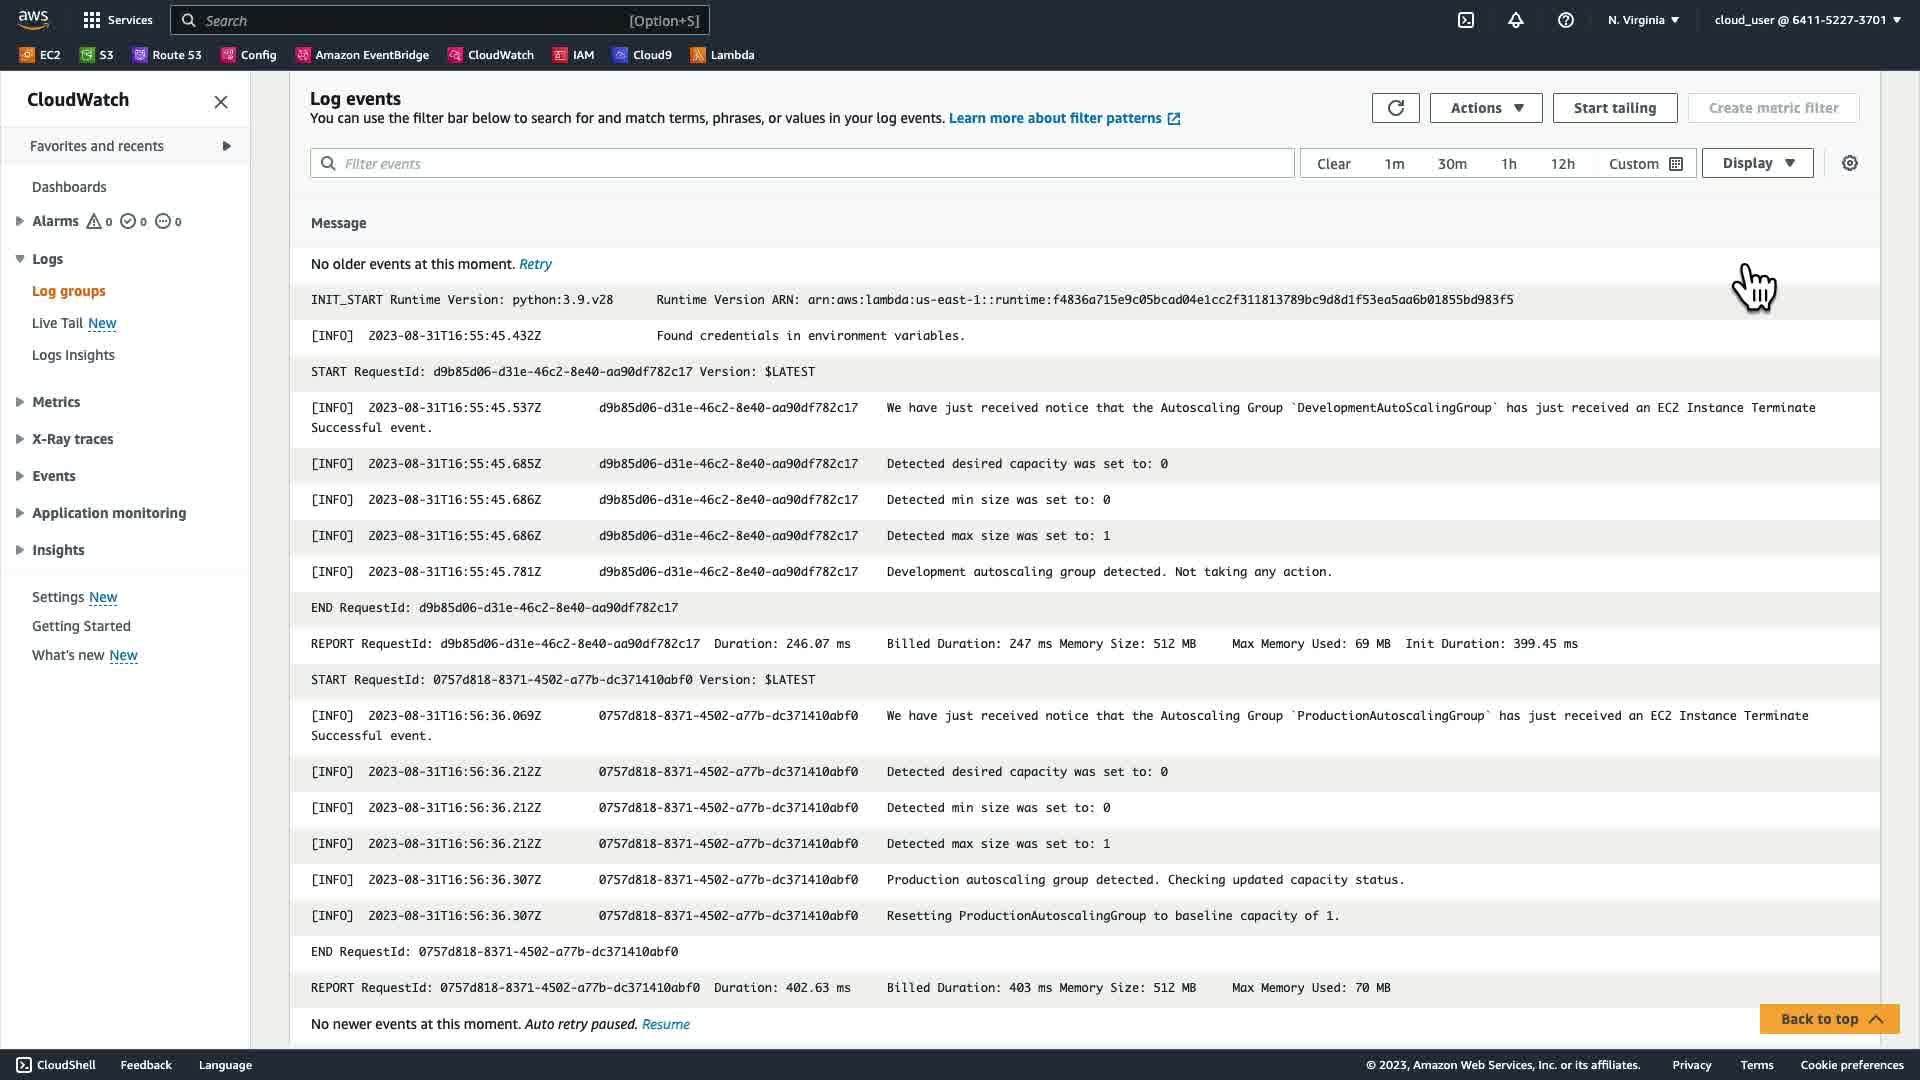 aws
Services
Search
[Option+S]
N. Virginia
cloud_user @ 6411-5227-3701
EC2
S3
Route 53
Config
Amazon EventBridge
CloudWatch
IAM
Cloud9
Lambda
CloudWatch
Favorites and recents
Dashboards
Alarms 0 0 0
Logs
Log groups
Live Tail New
Logs Insights
Metrics
X-Ray traces
Events
Application monitoring
Insights
Settings New
Getting Started
What's new New
Log events
You can use the filter bar below to search for and match terms, phrases, or values in your log events. Learn more about filter patterns
Actions
Start tailing
Create metric filter
Filter events
Clear
1m
30m
1h
12h
Custom
Display
Message
No older events at this moment. Retry
INIT_START Runtime Version: python:3.9.v28 Runtime Version ARN: arn:aws:lambda:us-east-1::runtime:f4836a715e9c05bcad04e1cc2f311813789bc9d8d1f53ea5aa6b01855bd983f5
[INFO] 2023-08-31T16:55:45.432Z Found credentials in environment variables.
START RequestId: d9b85d06-d31e-46c2-8e40-aa90df782c17 Version: $LATEST
[INFO] 2023-08-31T16:55:45.537Z d9b85d06-d31e-46c2-8e40-aa90df782c17 We have just received notice that the Autoscaling Group `DevelopmentAutoScalingGroup` has just received an EC2 Instance Terminate
Successful event.
[INFO] 2023-08-31T16:55:45.685Z d9b85d06-d31e-46c2-8e40-aa90df782c17 Detected desired capacity was set to: 0
[INFO] 2023-08-31T16:55:45.686Z d9b85d06-d31e-46c2-8e40-aa90df782c17 Detected min size was set to: 0
[INFO] 2023-08-31T16:55:45.686Z d9b85d06-d31e-46c2-8e40-aa90df782c17 Detected max size was set to: 1
[INFO] 2023-08-31T16:55:45.781Z d9b85d06-d31e-46c2-8e40-aa90df782c17 Development autoscaling group detected. Not taking any action.
END RequestId: d9b85d06-d31e-46c2-8e40-aa90df782c17
REPORT RequestId: d9b85d06-d31e-46c2-8e40-aa90df782c17 Duration: 246.07 ms Billed Duration: 247 ms Memory Size: 512 MB Max Memory Used: 69 MB Init Duration: 399.45 ms
START RequestId: 0757d818-8371-4502-a77b-dc371410abf0 Version: $LATEST
[INFO] 2023-08-31T16:56:36.069Z 0757d818-8371-4502-a77b-dc371410abf0 We have just received notice that the Autoscaling Group `ProductionAutoscalingGroup` has just received an EC2 Instance Terminate
Successful event.
[INFO] 2023-08-31T16:56:36.212Z 0757d818-8371-4502-a77b-dc371410abf0 Detected desired capacity was set to: 0
[INFO] 2023-08-31T16:56:36.212Z 0757d818-8371-4502-a77b-dc371410abf0 Detected min size was set to: 0
[INFO] 2023-08-31T16:56:36.212Z 0757d818-8371-4502-a77b-dc371410abf0 Detected max size was set to: 1
[INFO] 2023-08-31T16:56:36.307Z 0757d818-8371-4502-a77b-dc371410abf0 Production autoscaling group detected. Checking updated capacity status.
[INFO] 2023-08-31T16:56:36.307Z 0757d818-8371-4502-a77b-dc371410abf0 Resetting ProductionAutoscalingGroup to baseline capacity of 1.
END RequestId: 0757d818-8371-4502-a77b-dc371410abf0
REPORT RequestId: 0757d818-8371-4502-a77b-dc371410abf0 Duration: 402.63 ms Billed Duration: 403 ms Memory Size: 512 MB Max Memory Used: 70 MB
No newer events at this moment. Auto retry paused. Resume
Back to top
CloudShell
Feedback
Language
© 2023, Amazon Web Services, Inc. or its affiliates.
Privacy
Terms
Cookie preferences